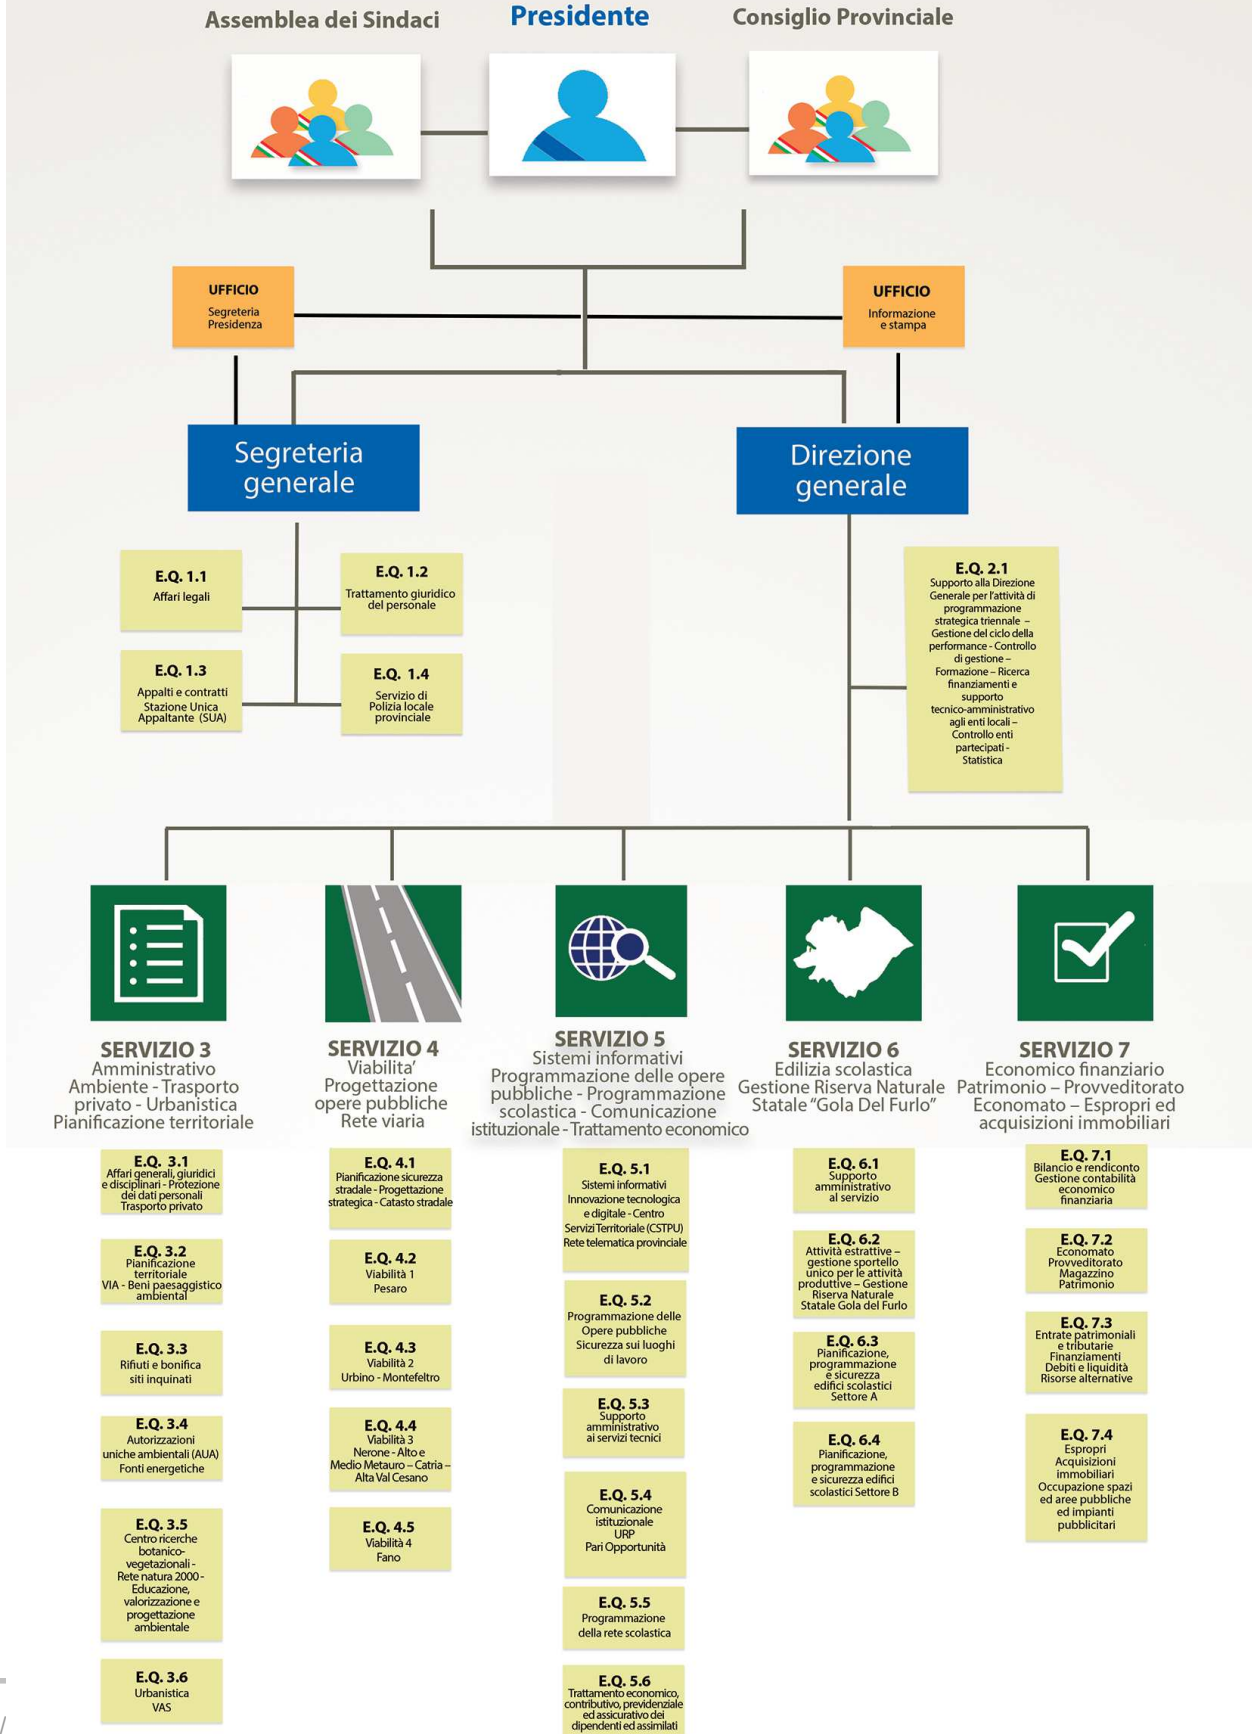 Assemblea dei Sindaci
Presidente
Consiglio Provinciale
UFFICIO
Segreteria
Presidenza
UFFICIO
Informazione
e stampa
Segreteria
generale
Direzione
generale
E.Q. 1.1
Affari legali
E.Q. 1.2
Trattamento giuridico
del personale
E.Q. 1.3
Appalti e contratti
Stazione Unica
Appaltante (SUA)
E.Q. 1.4
Servizio di
Polizia locale
provinciale
E.Q. 2.1
Supporto alla Direzione
Generale per l'attività di
programmazione
strategica triennale –
Gestione del ciclo della
performance - Controllo
di gestione –
Formazione – Ricerca
finanziamenti e
supporto
tecnico-amministrativo
agli enti locali –
Controllo enti
partecipati -
Statistica
SERVIZIO 3
Amministrativo
Ambiente - Trasporto
privato - Urbanistica
Pianificazione territoriale
E.Q. 3.1
Affari generali, giuridici
e disciplinari - Protezione
dei dati personali
Trasporto privato
E.Q. 3.2
Pianificazione
territoriale
VIA - Beni paesaggistico
ambientali
E.Q. 3.3
Rifiuti e bonifica
siti inquinati
E.Q. 3.4
Autorizzazioni
uniche ambientali (AUA)
Fonti energetiche
E.Q. 3.5
Centro ricerche
botanico-
vegetazionali -
Rete natura 2000 -
Educazione,
valorizzazione e
progettazione
ambientale
E.Q. 3.6
Urbanistica
VAS
SERVIZIO 4
Viabilita'
Progettazione
opere pubbliche
Rete viaria
E.Q. 4.1
Pianificazione sicurezza
stradale - Progettazione
strategica - Catasto stradale
E.Q. 4.2
Viabilità 1
Pesaro
E.Q. 4.3
Viabilità 2
Urbino - Montefeltro
E.Q. 4.4
Viabilità 3
Nerone - Alto e
Medio Metauro – Catria –
Alta Val Cesano
E.Q. 4.5
Viabilità 4
Fano
SERVIZIO 5
Sistemi informativi
Programmazione delle opere
pubbliche - Programmazione
scolastica - Comunicazione
istituzionale - Trattamento economico
E.Q. 5.1
Sistemi informativi
Innovazione tecnologica
e digitale - Centro
Servizi Territoriale (CSTPU)
Rete telematica provinciale
E.Q. 5.2
Programmazione delle
Opere pubbliche
Sicurezza sui luoghi
di lavoro
E.Q. 5.3
Supporto
amministrativo
ai servizi tecnici
E.Q. 5.4
Comunicazione
istituzionale
URP
Pari Opportunità
E.Q. 5.5
Programmazione
della rete scolastica
E.Q. 5.6
Trattamento economico,
contributivo, previdenziale
ed assicurativo dei
dipendenti ed assimilati
SERVIZIO 6
Edilizia scolastica
Gestione Riserva Naturale
Statale "Gola Del Furlo"
E.Q. 6.1
Supporto
amministrativo
al servizio
E.Q. 6.2
Attività estrattive –
gestione sportello
unico per le attività
produttive – Gestione
Riserva Naturale
Statale Gola del Furlo
E.Q. 6.3
Pianificazione,
programmazione
e sicurezza
edifici scolastici
Settore A
E.Q. 6.4
Pianificazione,
programmazione
e sicurezza edifici
scolastici Settore B
SERVIZIO 7
Economico finanziario
Patrimonio – Provveditorato
Economato – Espropri ed
acquisizioni immobiliari
E.Q. 7.1
Bilancio e rendiconto
Gestione contabilità
economico
finanziaria
E.Q. 7.2
Economato
Provveditorato
Magazzino
Patrimonio
E.Q. 7.3
Entrate patrimoniali
e tributarie
Finanziamenti
Debiti e liquidità
Risorse alternative
E.Q. 7.4
Espropri
Acquisizioni
immobiliari
Occupazione spazi
ed aree pubbliche
ed impianti
pubblicitari